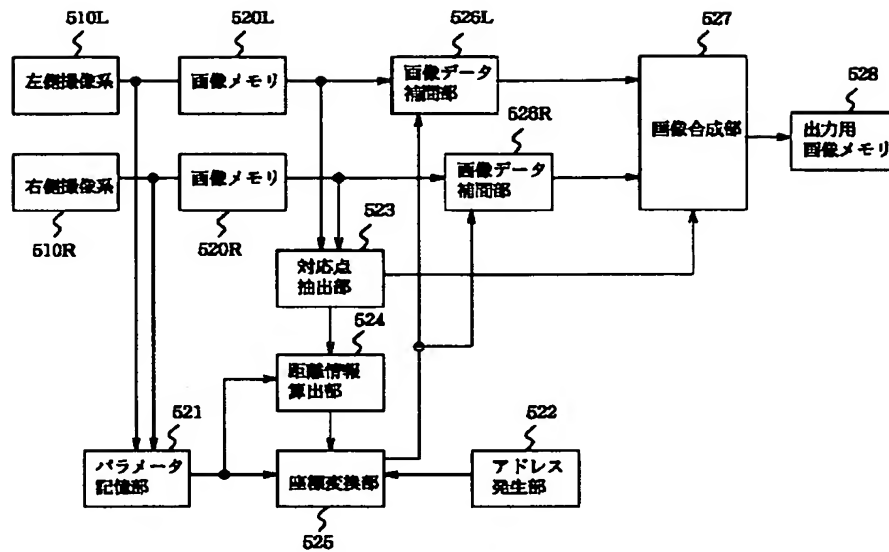 510L
520L
526L
527
左側撮像系
画像メモリ
画像データ
補間部
528
526R
画像合成部
出力用
画像メモリ
右側撮像系
画像メモリ
画像データ
補間部
510R
520R
523
対応点
抽出部
524
距離情報
算出部
521
522
パラメータ
記憶部
座標変換部
アドレス
発生部
525